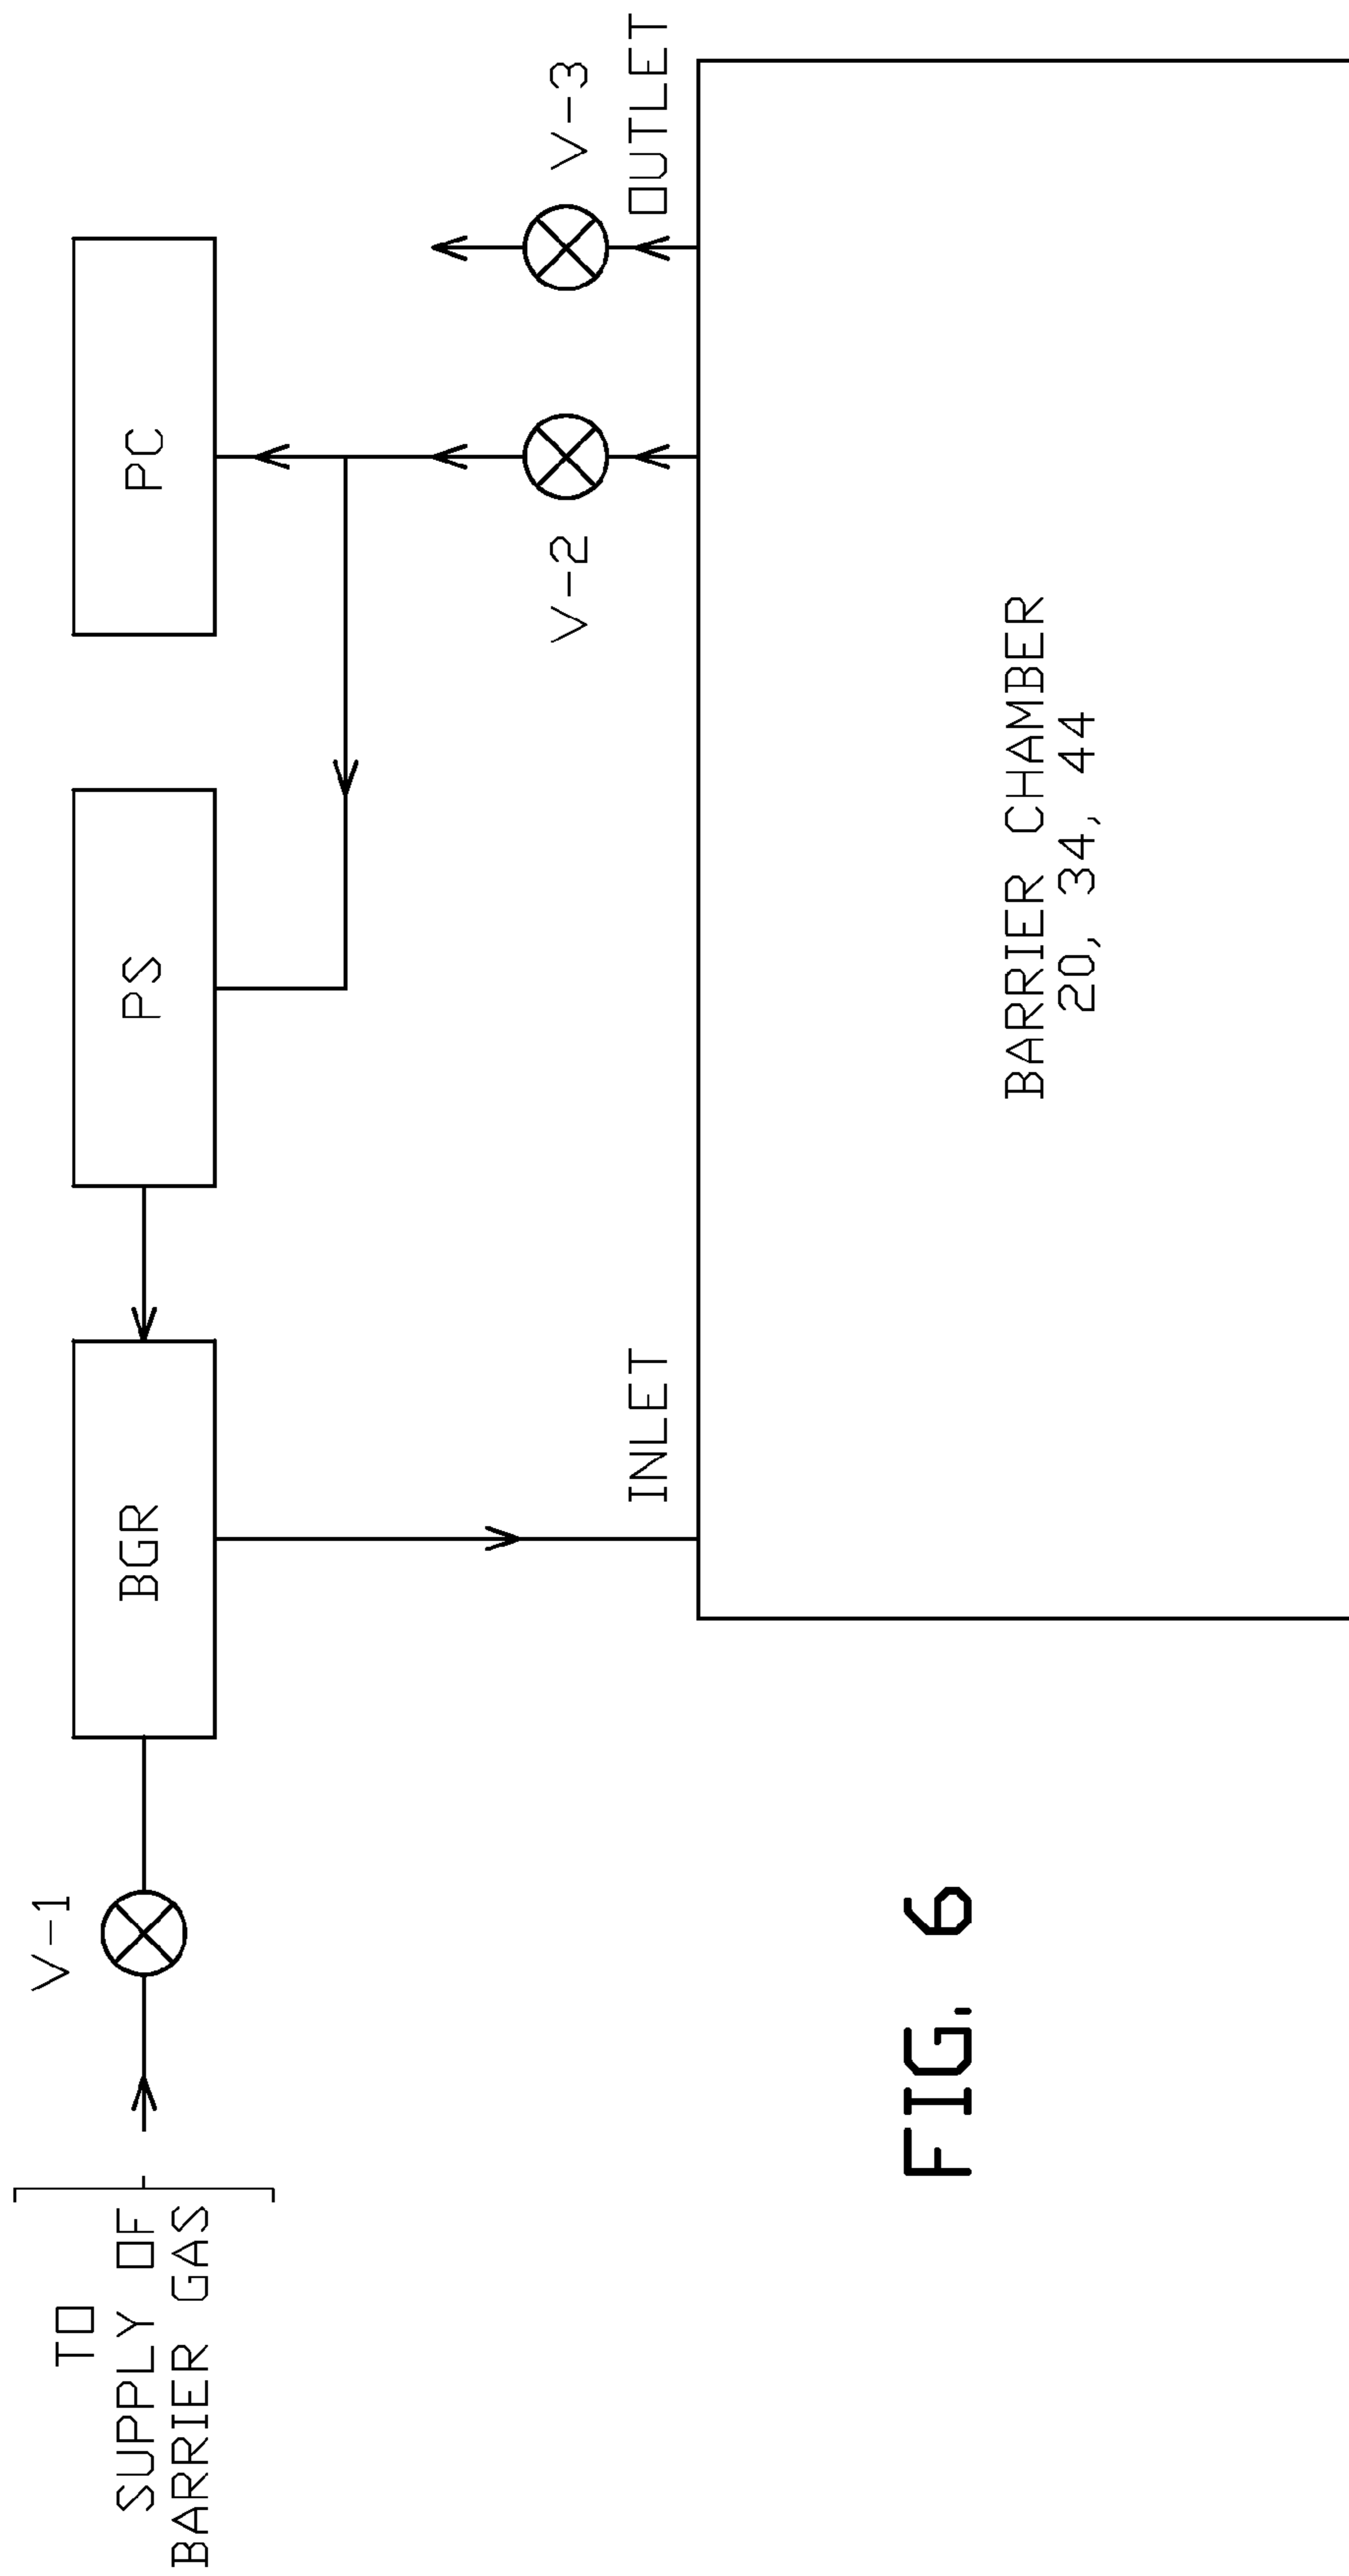 TO
SUPPLY OF
BARRIER GAS
V-1
BGR
PS
PC
INLET
V-2
V-3
OUTLET
BARRIER CHAMBER
20, 34, 44
FIG. 6